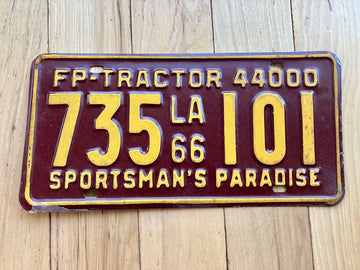 FP-TRACTOR 44000
735 LA 66 101
SPORTSMAN'S PARADISE